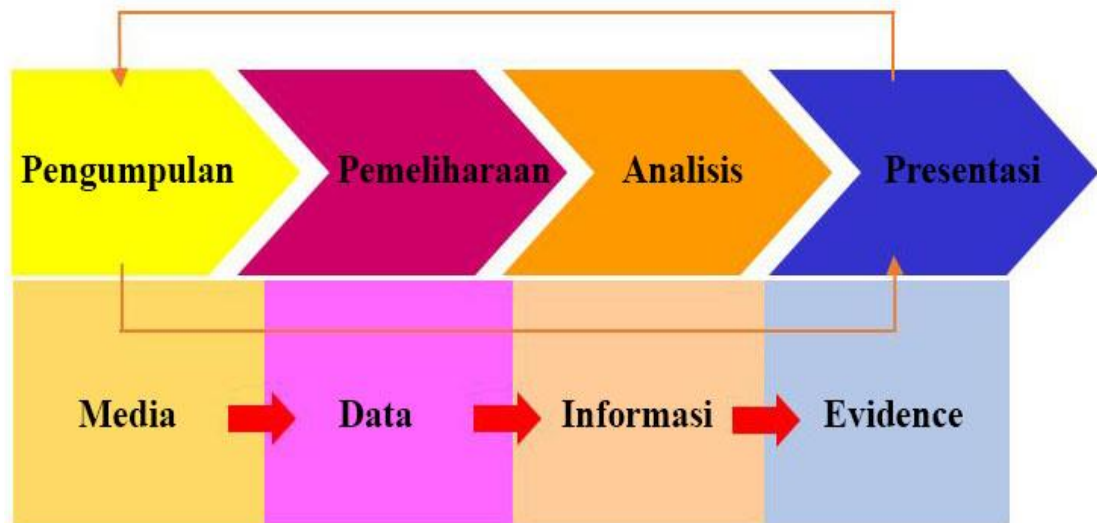 Pengumpulan Pemeliharaan Analisis Presentasi
Media Data Informasi Evidence